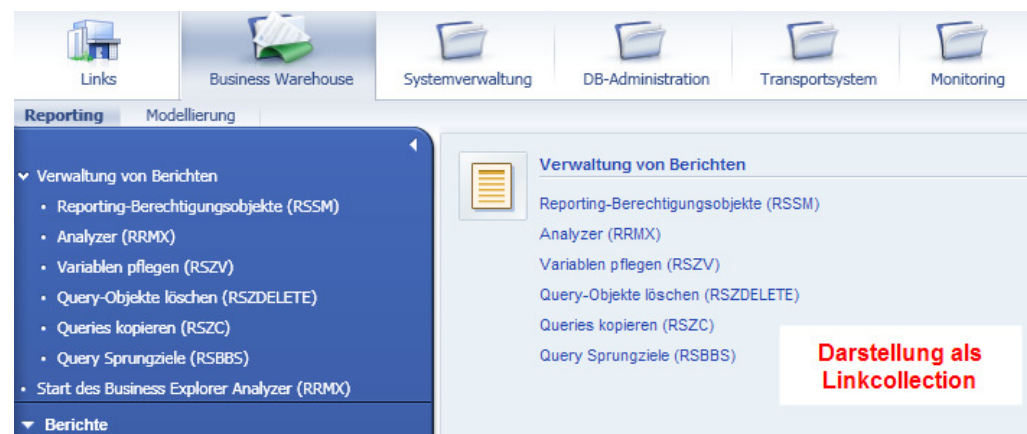 Links
Business Warehouse
Systemverwaltung
DB-Administration
Transportsystem
Monitoring
Reporting
Modellierung
Verwaltung von Berichten
Reporting-Berechtigungsobjekte (RSSM)
Analyzer (RRMX)
Variablen pflegen (RSZV)
Query-Objekte löschen (RSZDELETE)
Queries kopieren (RSZC)
Query Sprungziele (RSBBS)
Start des Business Explorer Analyzer (RRMX)
Berichte
Verwaltung von Berichten
Reporting-Berechtigungsobjekte (RSSM)
Analyzer (RRMX)
Variablen pflegen (RSZV)
Query-Objekte löschen (RSZDELETE)
Queries kopieren (RSZC)
Query Sprungziele (RSBBS)
Darstellung als
Linkcollection